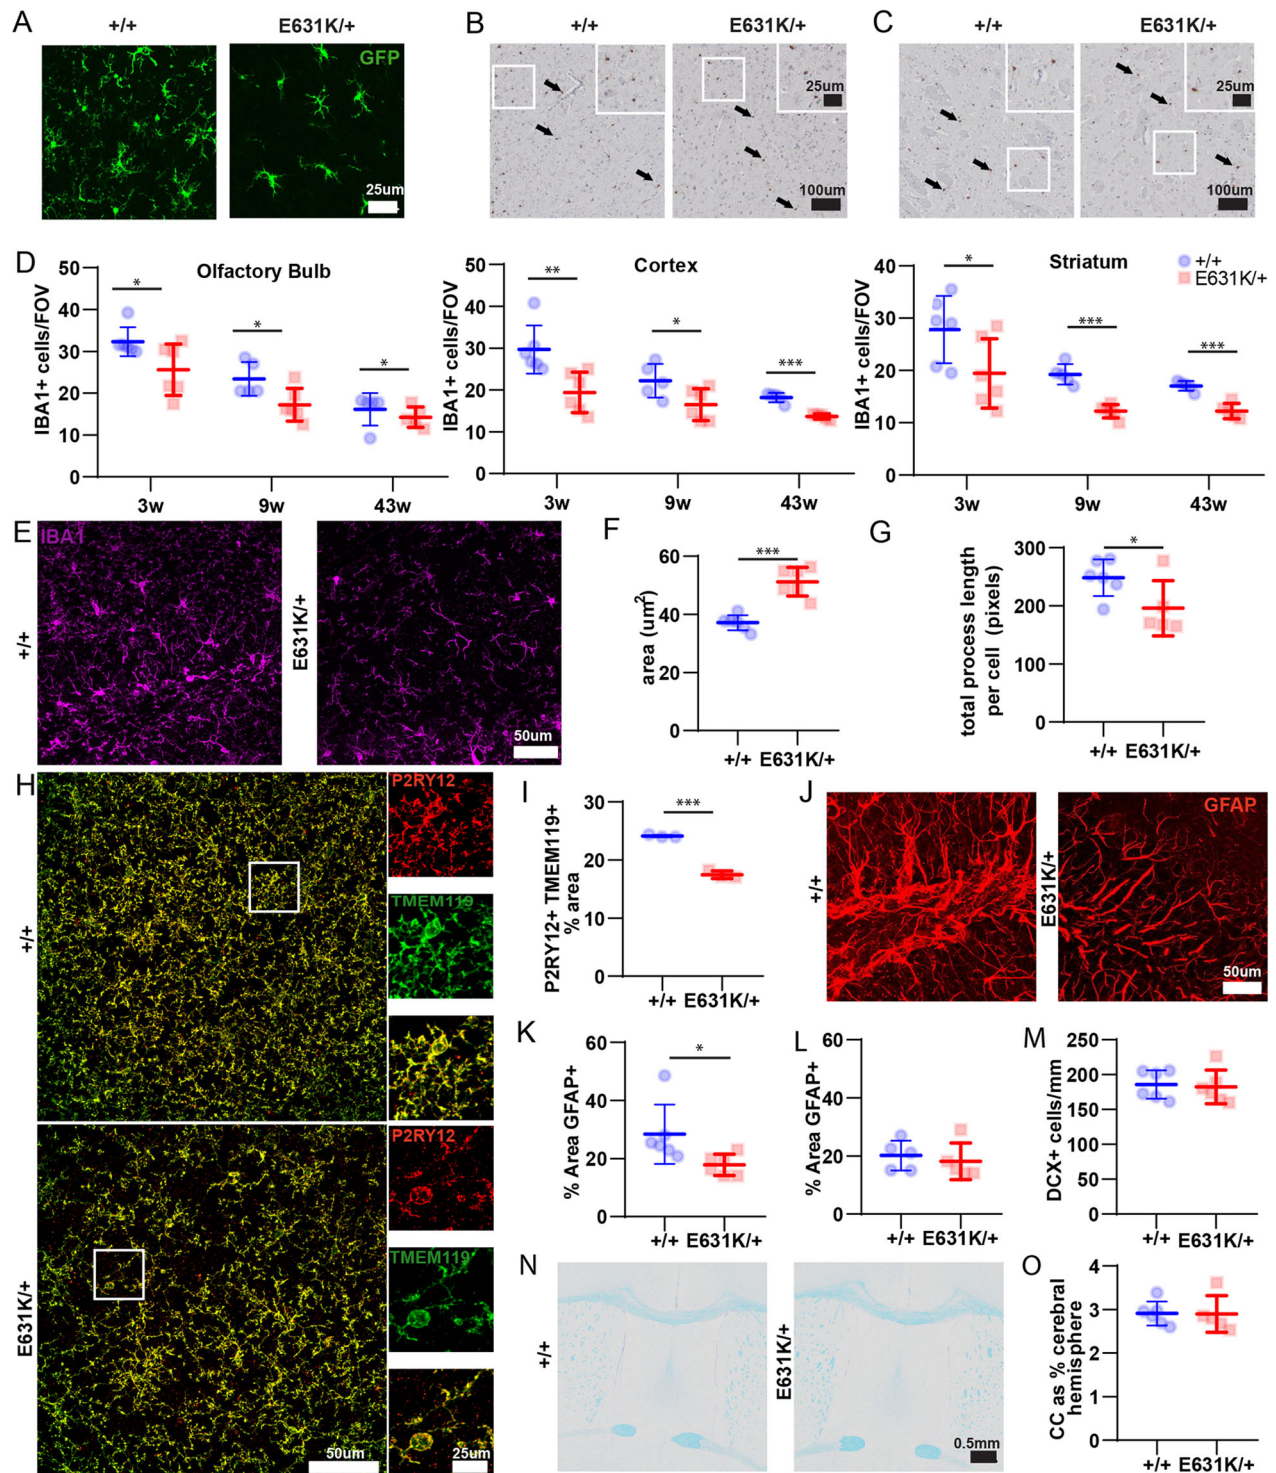 A
+/+
E631K/+
GFP
25um
B
+/+
E631K/+
25um
100um
C
+/+
E631K/+
25um
100um
D
Olfactory Bulb
IBA1+ cells/FOV
50
40
30
20
10
0
*
*
*
3w
9w
43w
Cortex
IBA1+ cells/FOV
50
40
30
20
10
0
**
*
***
3w
9w
43w
Striatum
IBA1+ cells/FOV
40
30
20
10
0
*
***
***
3w
9w
43w
+/+
E631K/+
E
IBA1
+/+
E631K/+
50um
F
area (um²)
60
40
20
0
***
+/+
E631K/+
G
total process length
per cell (pixels)
300
200
100
0
*
+/+
E631K/+
H
+/+
P2RY12
TMEM119
E631K/+
P2RY12
TMEM119
50um
25um
I
P2RY12+ TMEM119+
% area
30
20
10
0
***
+/+
E631K/+
J
+/+
E631K/+
GFAP
50um
K
% Area GFAP+
60
40
20
0
*
+/+
E631K/+
L
% Area GFAP+
60
40
20
0
+/+
E631K/+
M
DCX+ cells/mm
250
200
150
100
50
0
+/+
E631K/+
N
+/+
E631K/+
0.5mm
O
CC as % cerebral
hemisphere
4
3
2
1
0
+/+
E631K/+